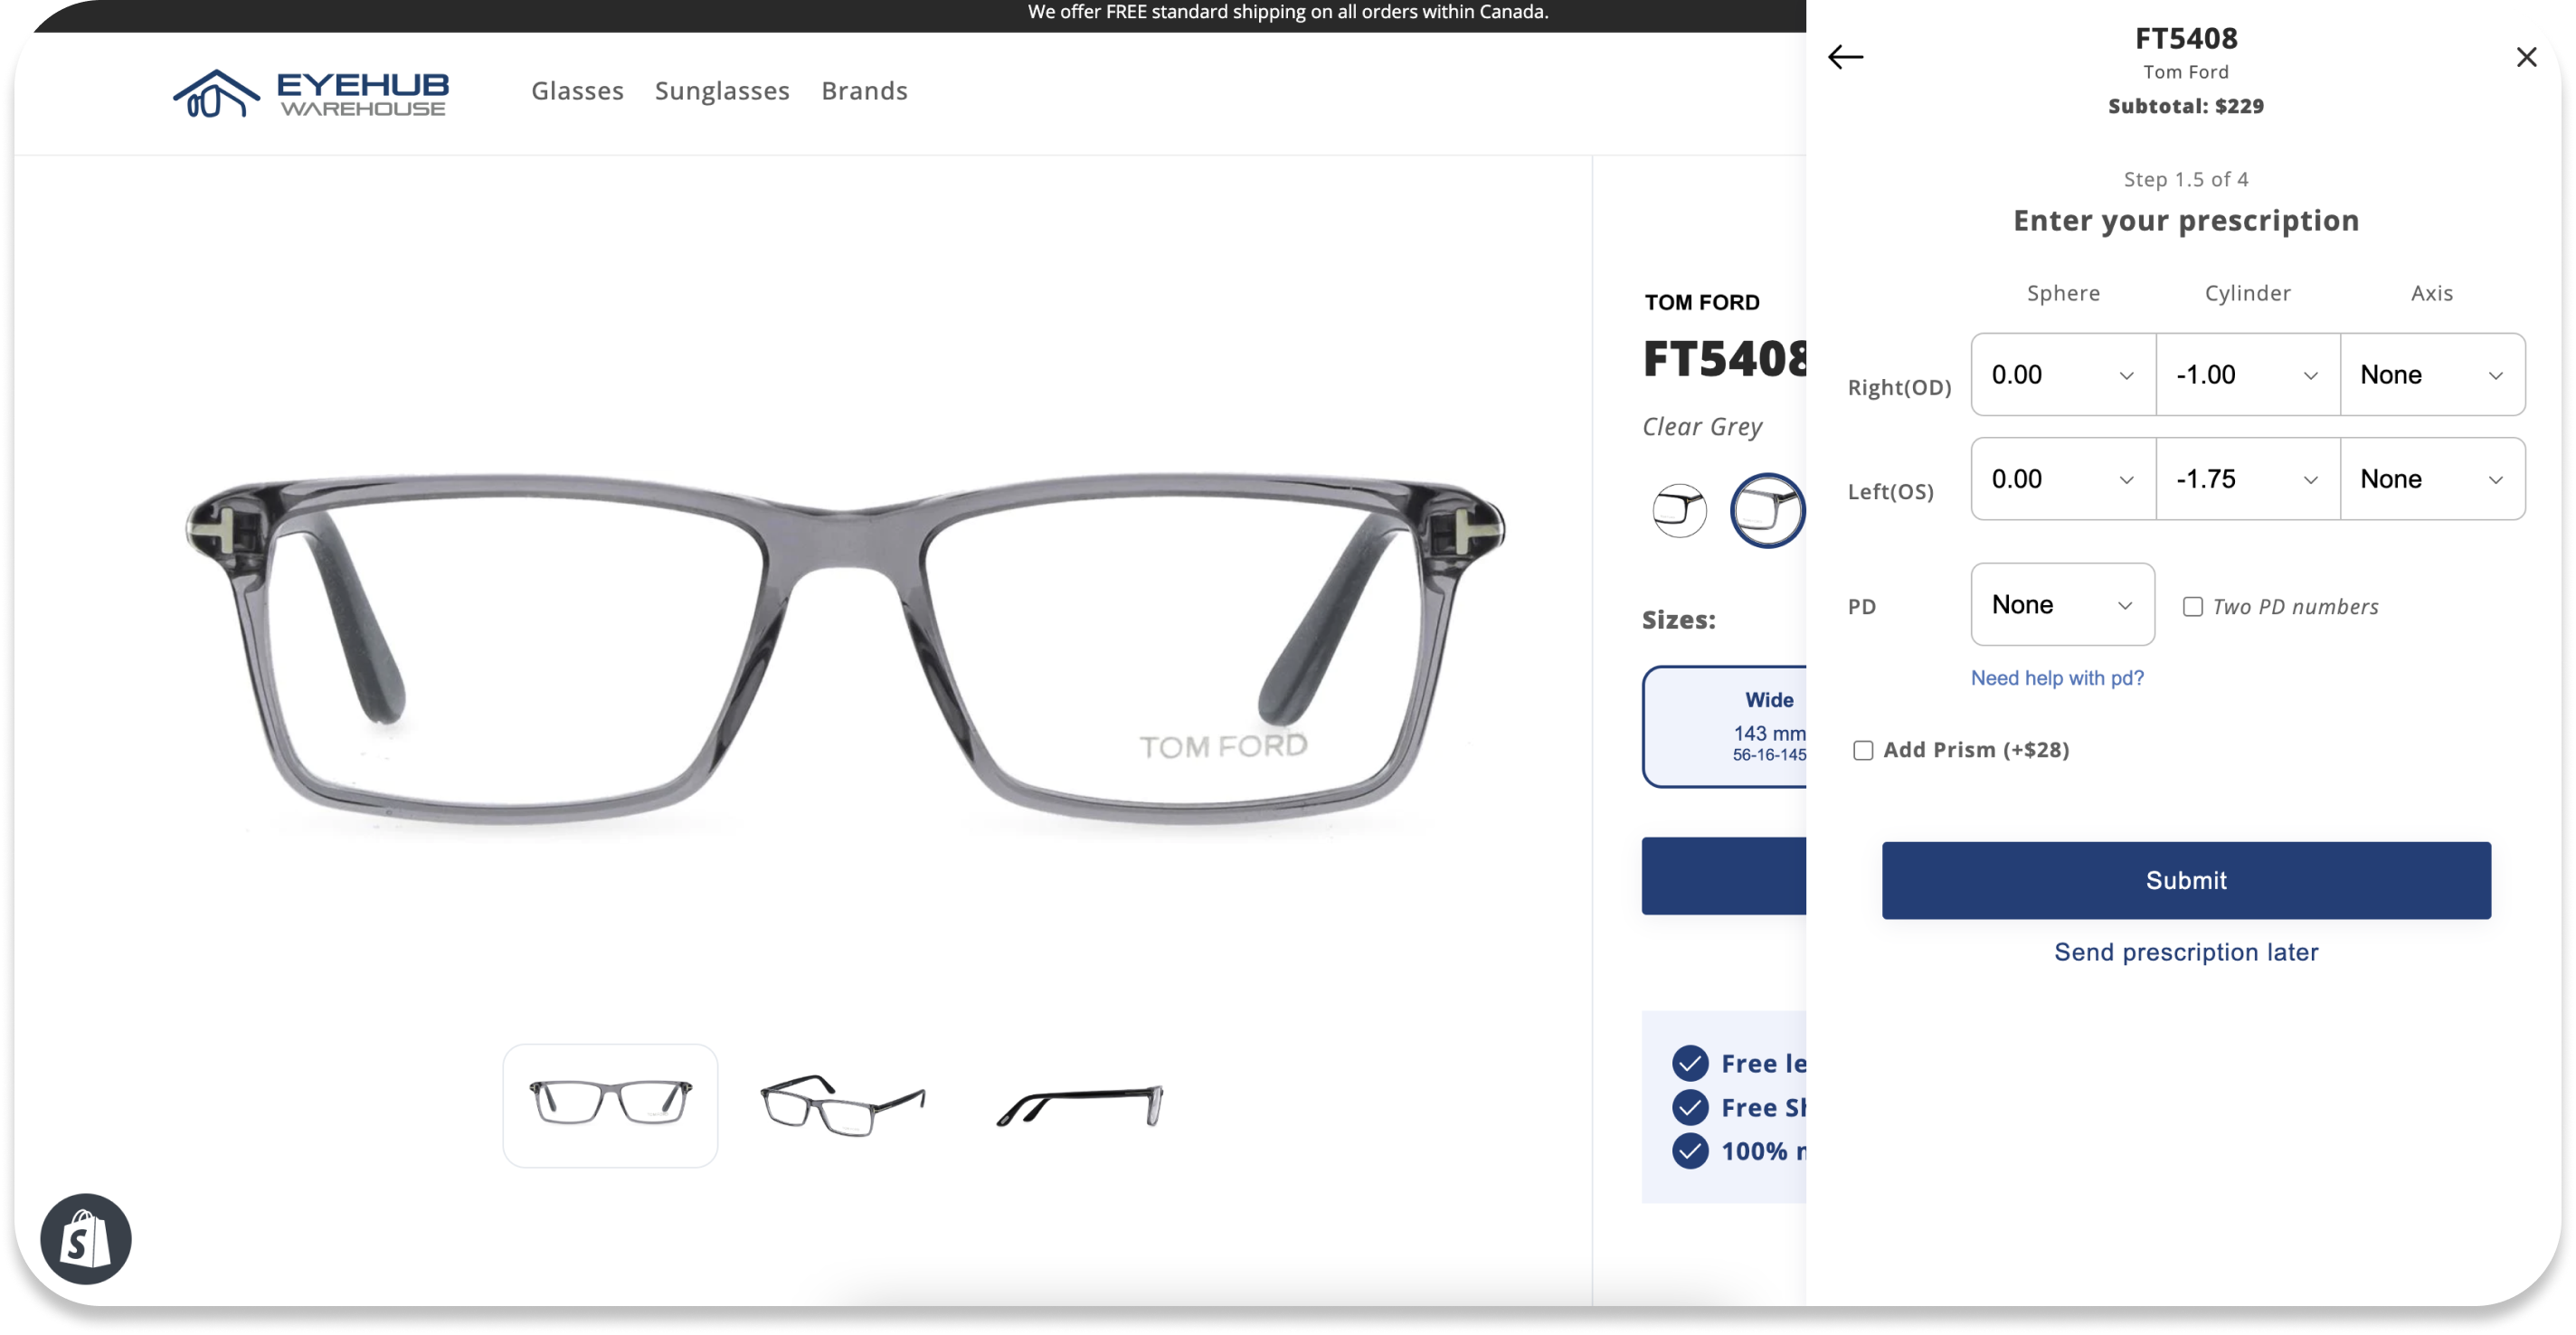 We offer FREE standard shipping on all orders within Canada.
EYEHUB
WAREHOUSE
Glasses Sunglasses Brands
TOM FORD
TOM FORD
FT5408
Clear Grey
Sizes:
Wide
143 mm
56-16-145
Free le
Free Sh
100% m
FT5408
Tom Ford
Subtotal: $229
Step 1.5 of 4
Enter your prescription
Sphere Cylinder Axis
Right(OD) 0.00 -1.00 None
Left(OS) 0.00 -1.75 None
PD None Two PD numbers
Need help with pd?
Add Prism (+$28)
Submit
Send prescription later